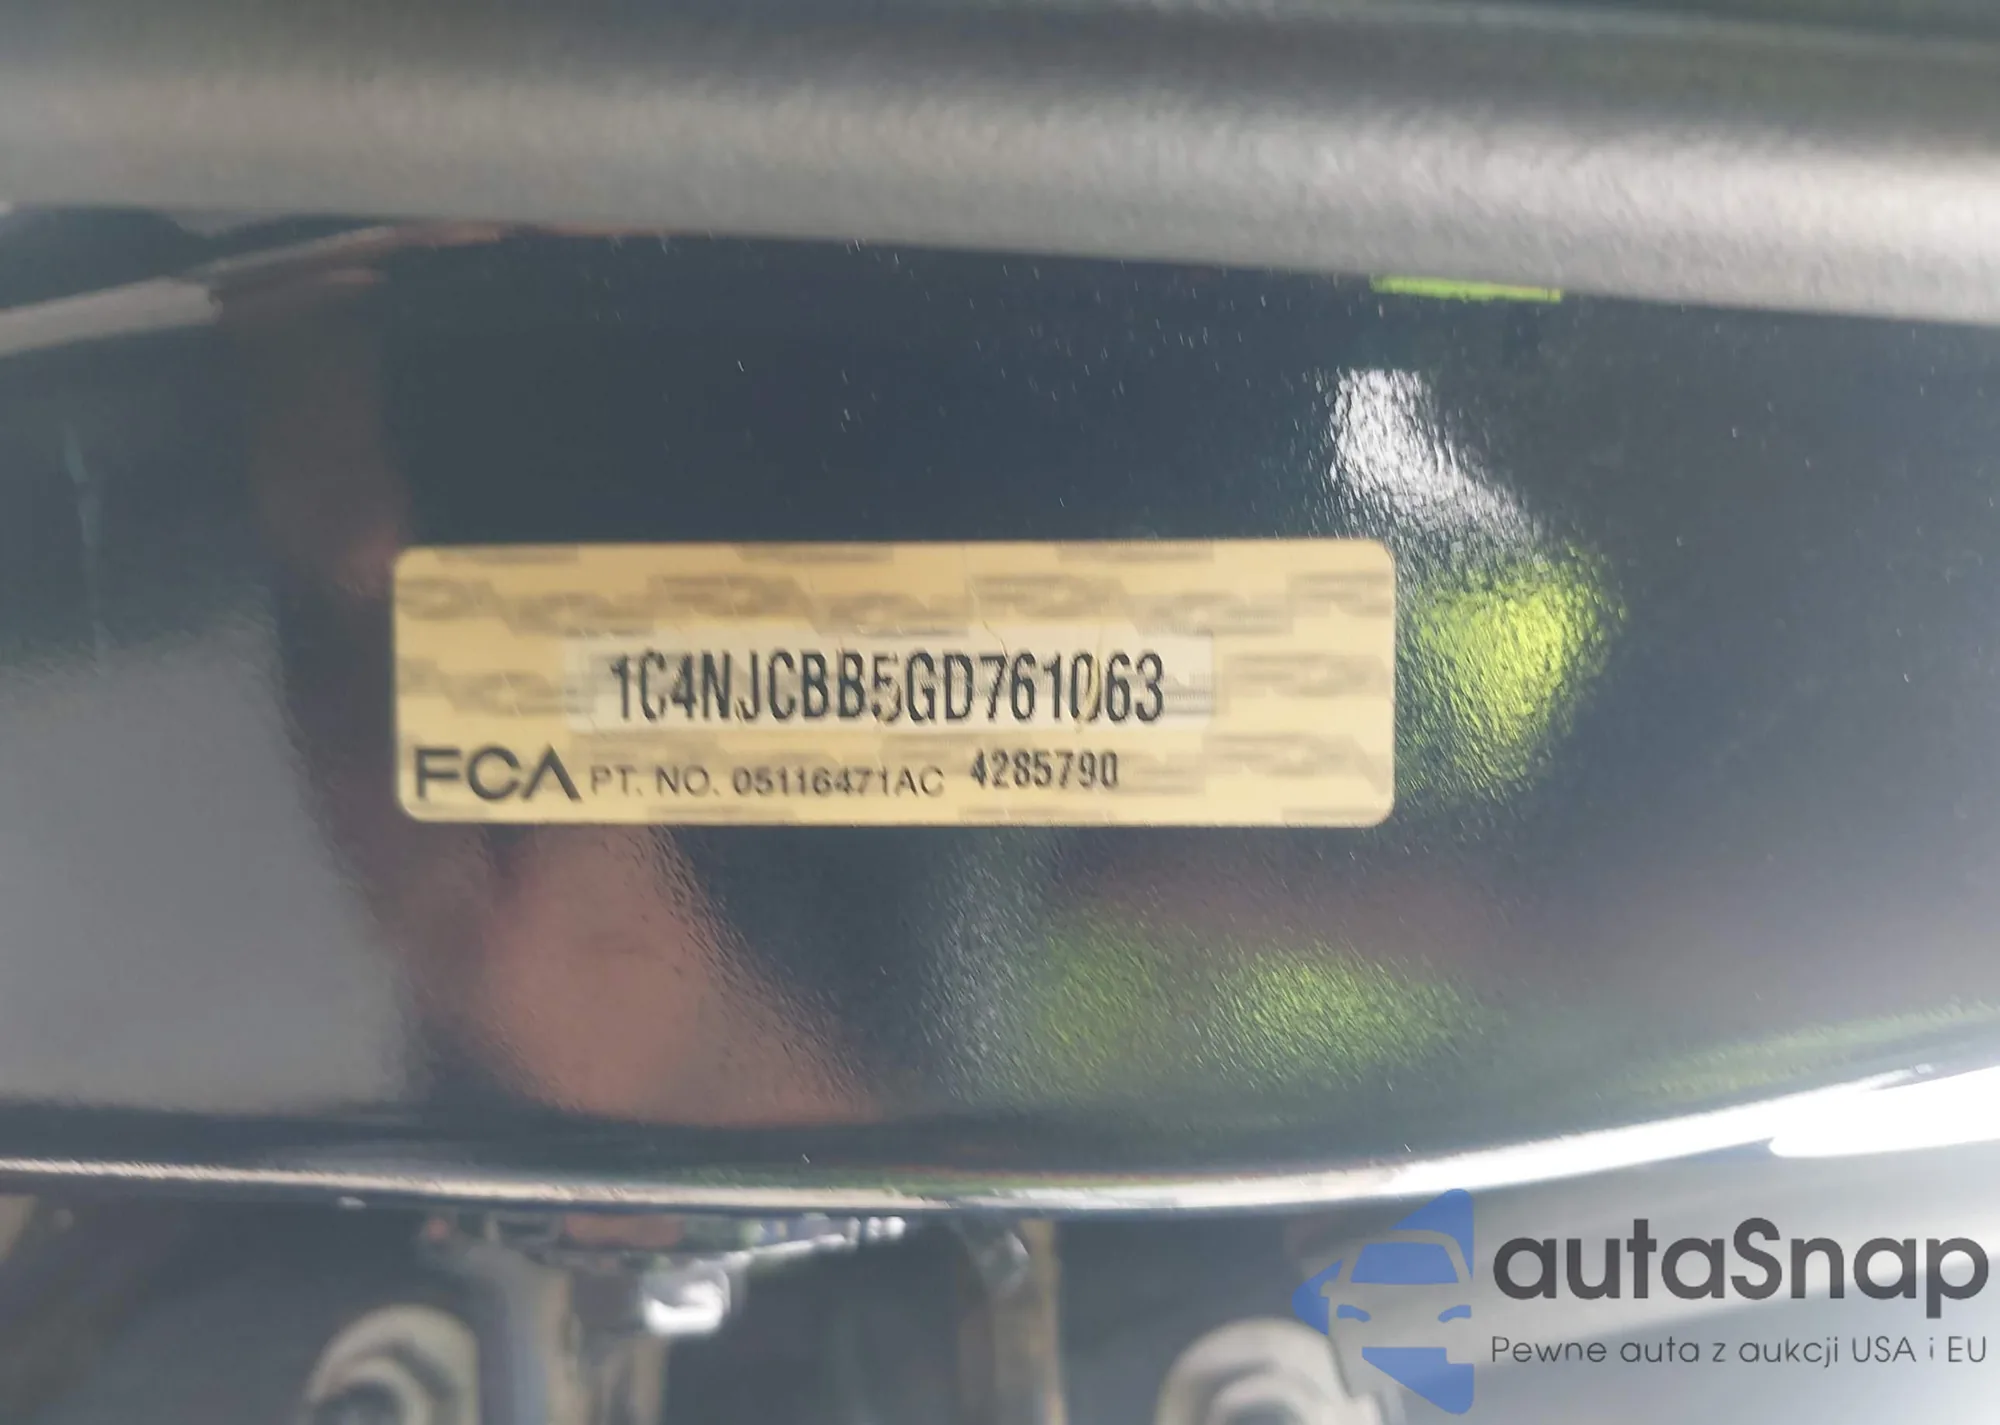 1C4NJCBB5GD761063
FCA PT. NO. 05116471AC 4285790
autaSnap
Pewne auta z aukcji USA i EU